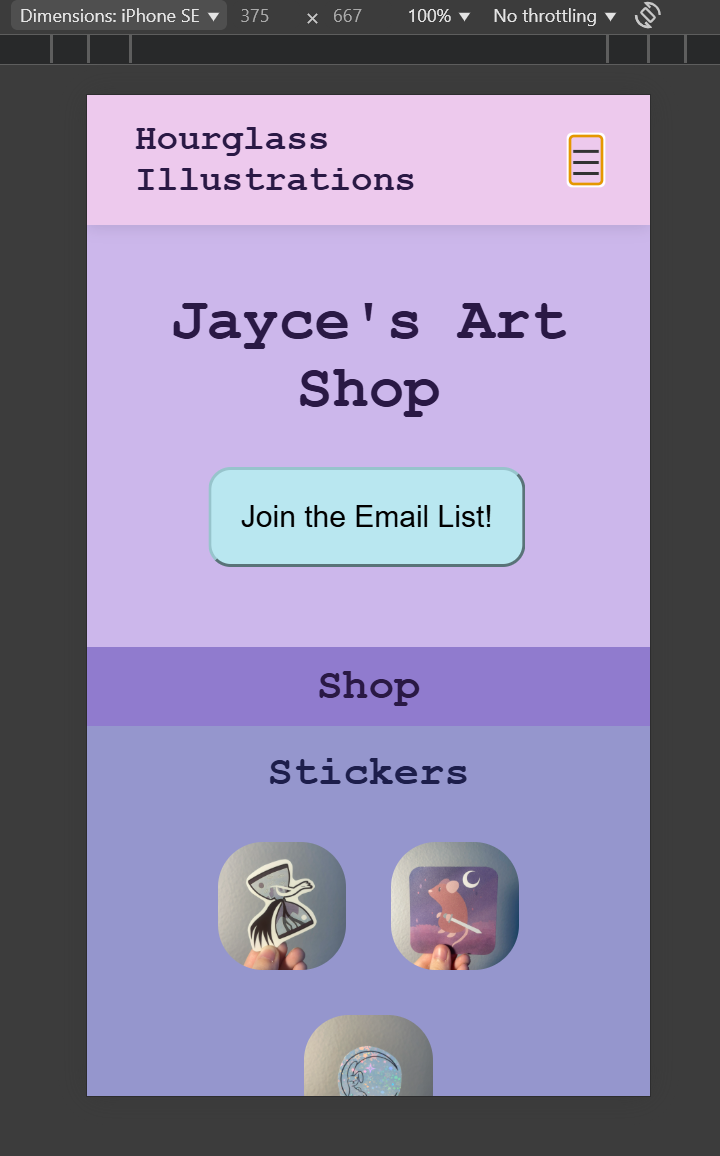 Dimensions: iPhone SE ▼ 375 × 667 100% ▼ No throttling ▼
Hourglass
Illustrations
Jayce's Art
Shop
Join the Email List!
Shop
Stickers